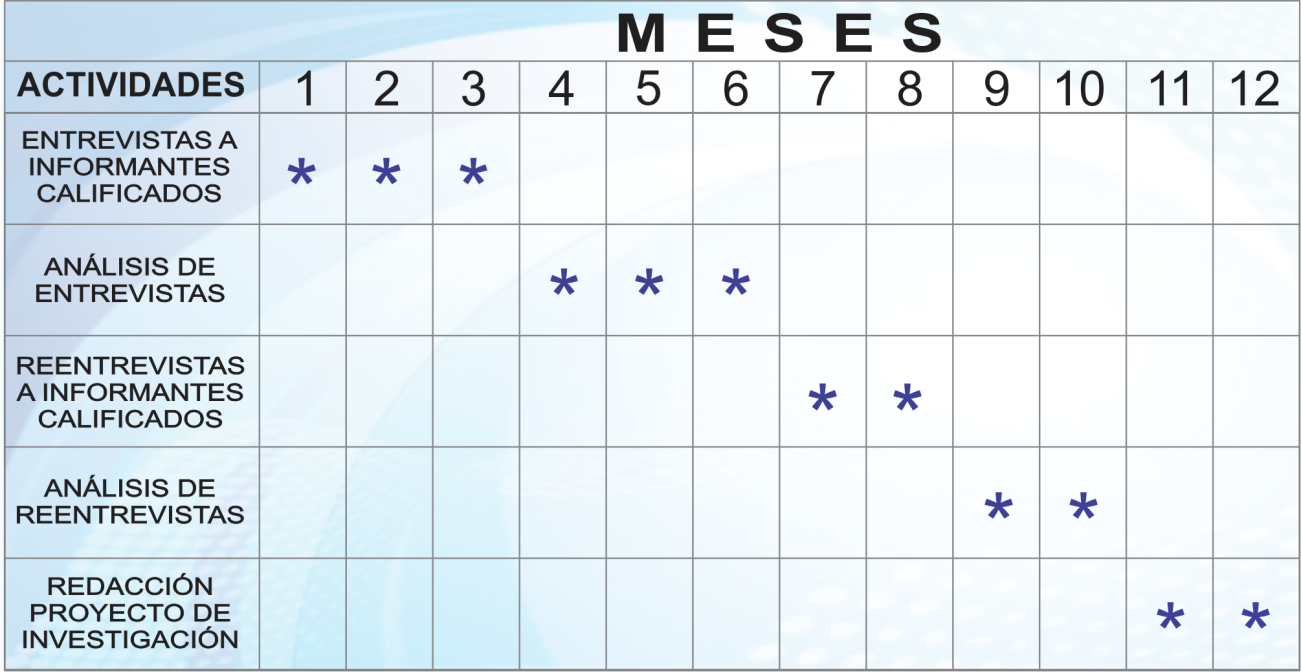 M E S E S
ACTIVIDADES 1 2 3 4 5 6 7 8 9 10 11 12
ENTREVISTAS A
INFORMANTES
CALIFICADOS
* * *
ANÁLISIS DE
ENTREVISTAS
* * *
REENTREVISTAS
A INFORMANTES
CALIFICADOS
* *
ANÁLISIS DE
REENTREVISTAS
* *
REDACCIÓN
PROYECTO DE
INVESTIGACIÓN
* *